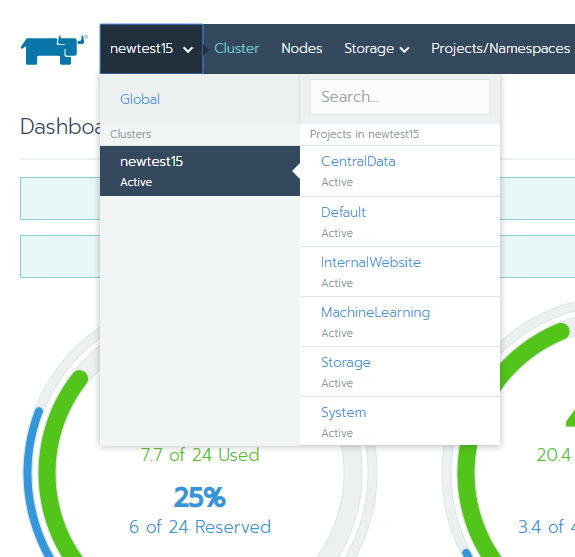 newtest15 Cluster Nodes Storage Projects/Namespaces
Dashboa
Global
Search...
Clusters
Projects in newtest15
newtest15
Active
CentralData
Active
Default
Active
InternalWebsite
Active
MachineLearning
Active
Storage
Active
System
Active
7.7 of 24 Used
25%
6 of 24 Reserved
20.4
3.4 of